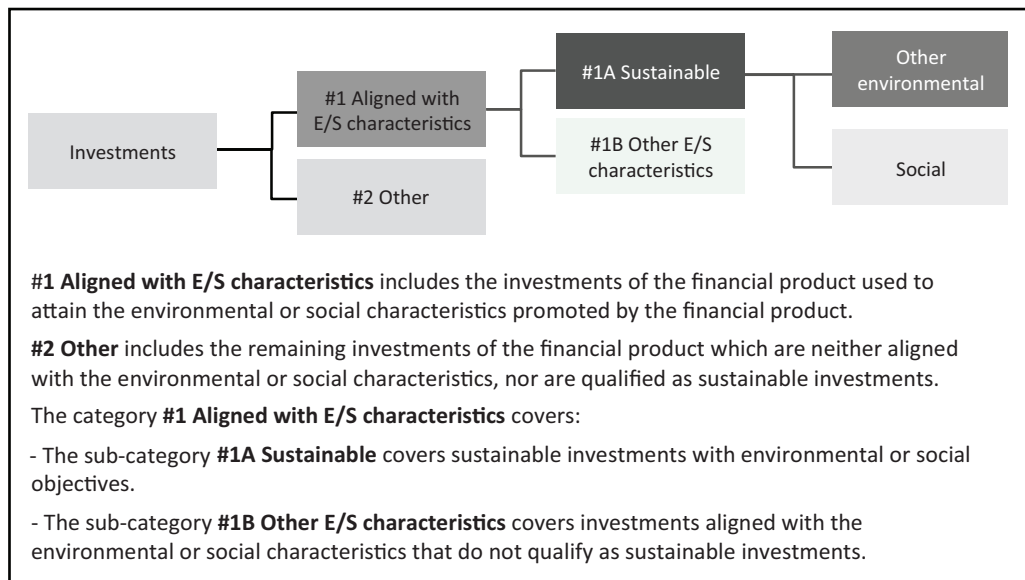 Investments
#1 Aligned with
E/S characteristics
#2 Other
#1A Sustainable
#1B Other E/S
characteristics
Other
environmental
Social
#1 Aligned with E/S characteristics includes the investments of the financial product used to
attain the environmental or social characteristics promoted by the financial product.
#2 Other includes the remaining investments of the financial product which are neither aligned
with the environmental or social characteristics, nor are qualified as sustainable investments.
The category #1 Aligned with E/S characteristics covers:
- The sub-category #1A Sustainable covers sustainable investments with environmental or social
objectives.
- The sub-category #1B Other E/S characteristics covers investments aligned with the
environmental or social characteristics that do not qualify as sustainable investments.